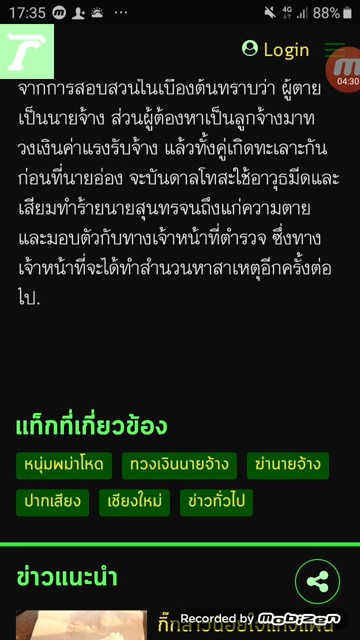 17:35
4G
88%
T
Login
04:30
จากการสอบสวนในเบื้องต้นทราบว่า ผู้ตาย
เป็นนายจ้าง ส่วนผู้ต้องหาเป็นลูกจ้างมาท
วงเงินค่าแรงรับจ้าง แล้วทั้งคู่เกิดทะเลาะกัน
ก่อนที่นายอ่อง จะบันดาลโทสะใช้อาวุธมีดและ
เสียมทำร้ายนายสุนทรจนถึงแก่ความตาย
และมอบตัวกับทางเจ้าหน้าที่ตำรวจ ซึ่งทาง
เจ้าหน้าที่จะได้ทำสำนวนหาสาเหตุอีกครั้งต่อ
ไป.
แท็กที่เกี่ยวข้อง
หนุ่มพม่าโหด ทวงเงินนายจ้าง ฆ่านายจ้าง
ปากเสียง เชียงใหม่ ข่าวทั่วไป
ข่าวแนะนำ
Recorded by Mobizen